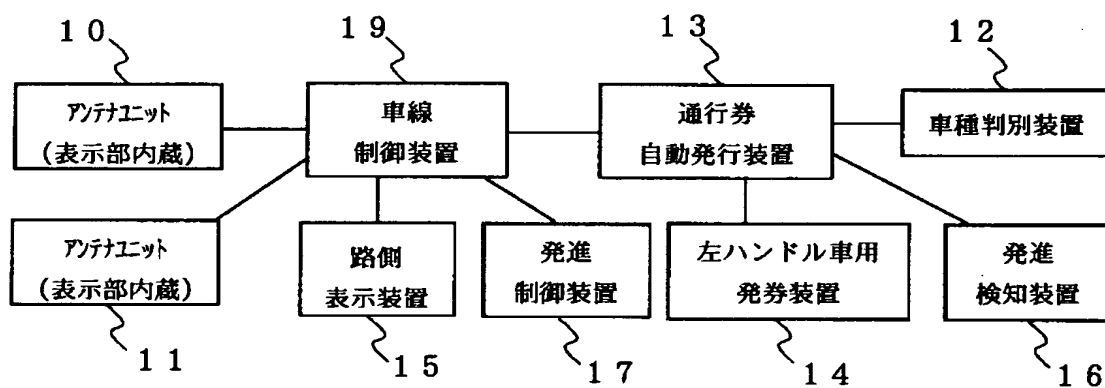 １０
１９
１３
１２
アンテナユニット
(表示部内蔵)
車線
制御装置
通行券
自動発行装置
車種判別装置
アンテナユニット
(表示部内蔵)
路側
表示装置
発進
制御装置
左ハンドル車用
発券装置
発進
検知装置
１１
１５
１７
１４
１６